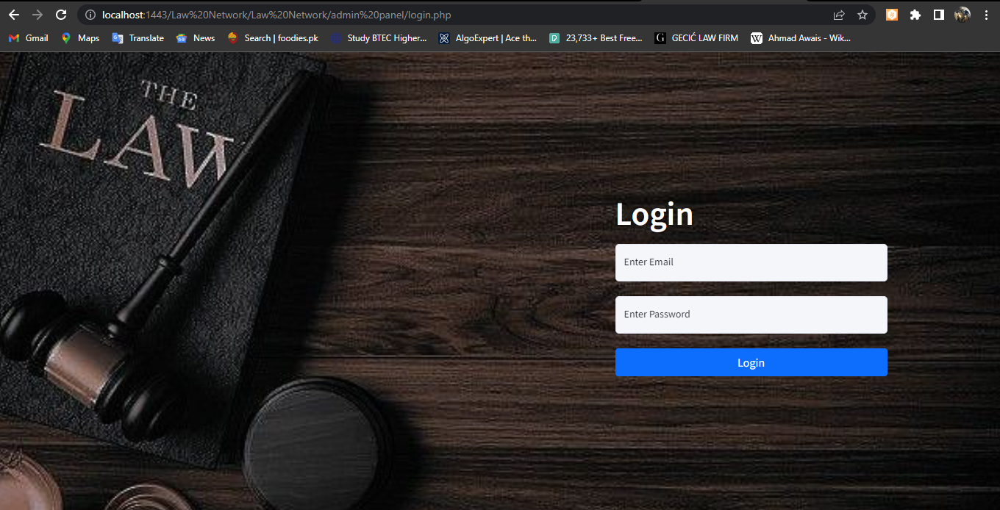 localhost:1443/Law%20Network/Law%20Network/admin%20panel/login.php
Gmail Maps Translate News Search | foodies.pk Study BTEC Higher... AlgoExpert | Ace th... D 23,733+ Best Free... G GECIĆ LAW FIRM W Ahmad Awais - Wik...
THE
LAW
Login
Enter Email
Enter Password
Login